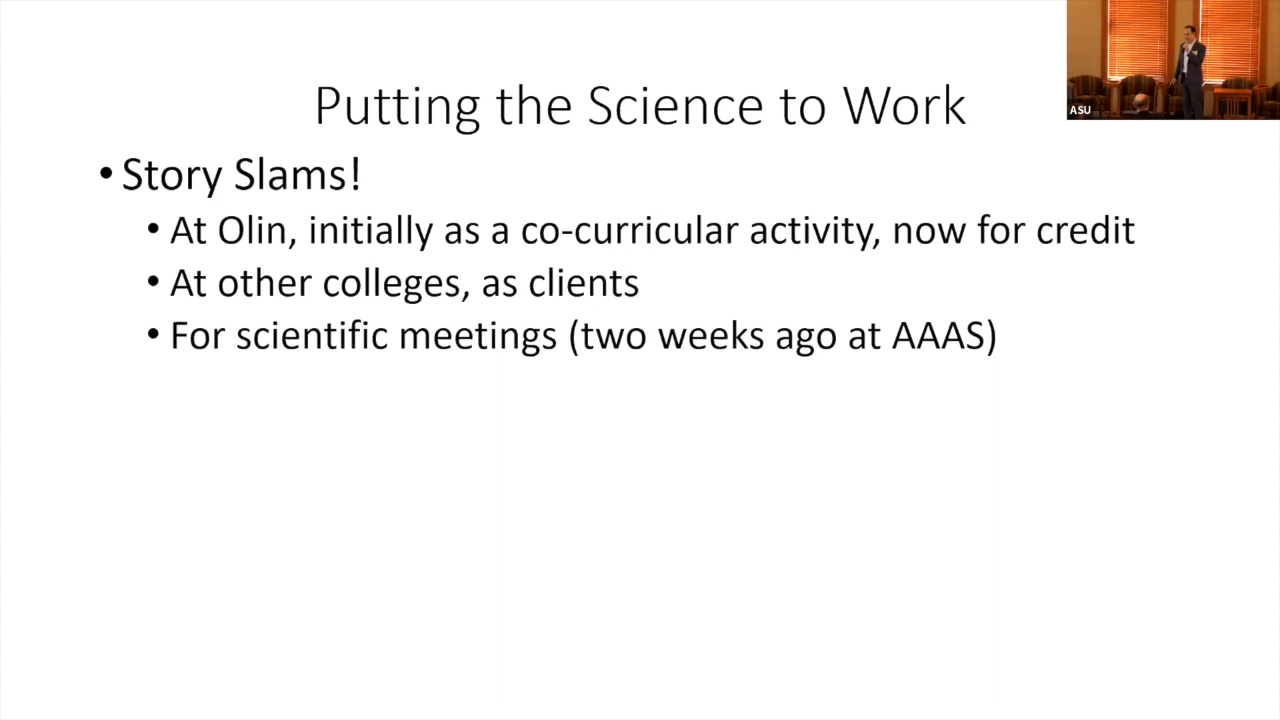 Putting the Science to Work
ASU
• Story Slams!
• At Olin, initially as a co-curricular activity, now for credit
• At other colleges, as clients
• For scientific meetings (two weeks ago at AAAS)